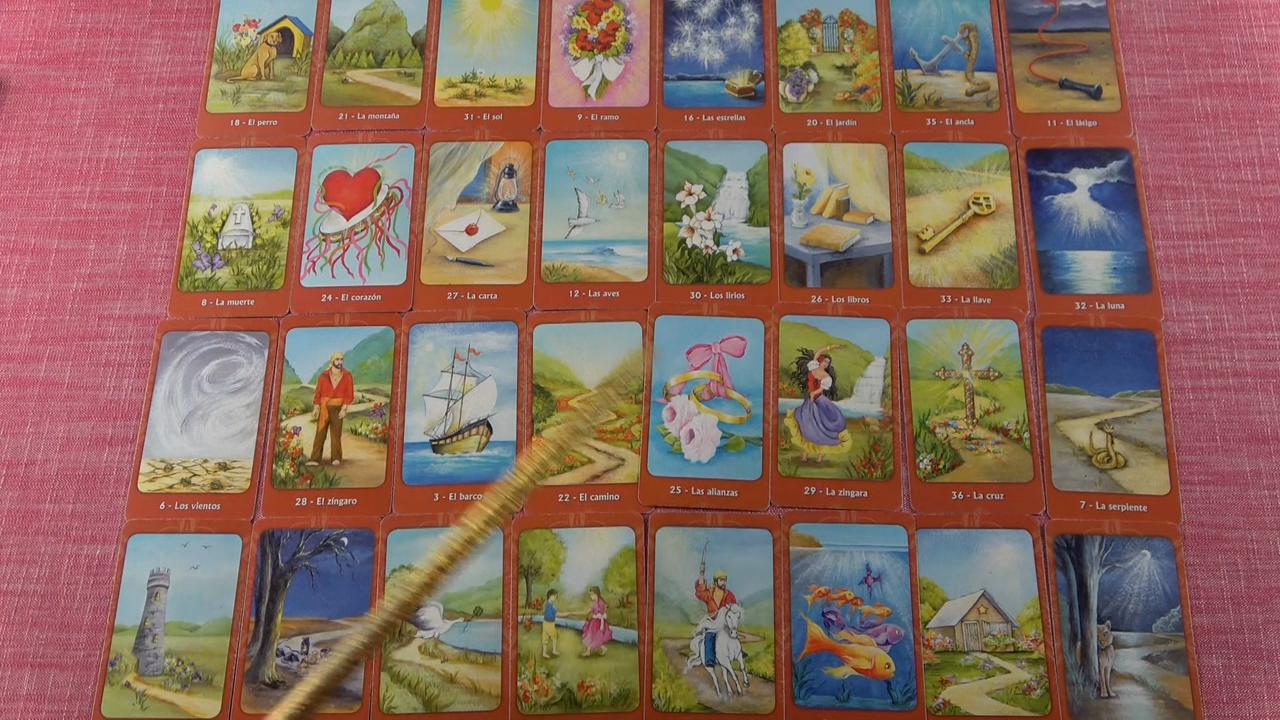 18 - El perro
21 - La montaña
31 - El sol
9 - El ramo
16 - Las estrellas
20 - El jardín
35 - El ancla
11 - El látigo
8 - La muerte
24 - El corazón
27 - La carta
12 - Las aves
30 - Los lirios
26 - Los libros
33 - La llave
32 - La luna
6 - Los vientos
28 - El zíngaro
3 - El barco
22 - El camino
25 - Las alianzas
29 - La zíngara
36 - La cruz
7 - La serpiente